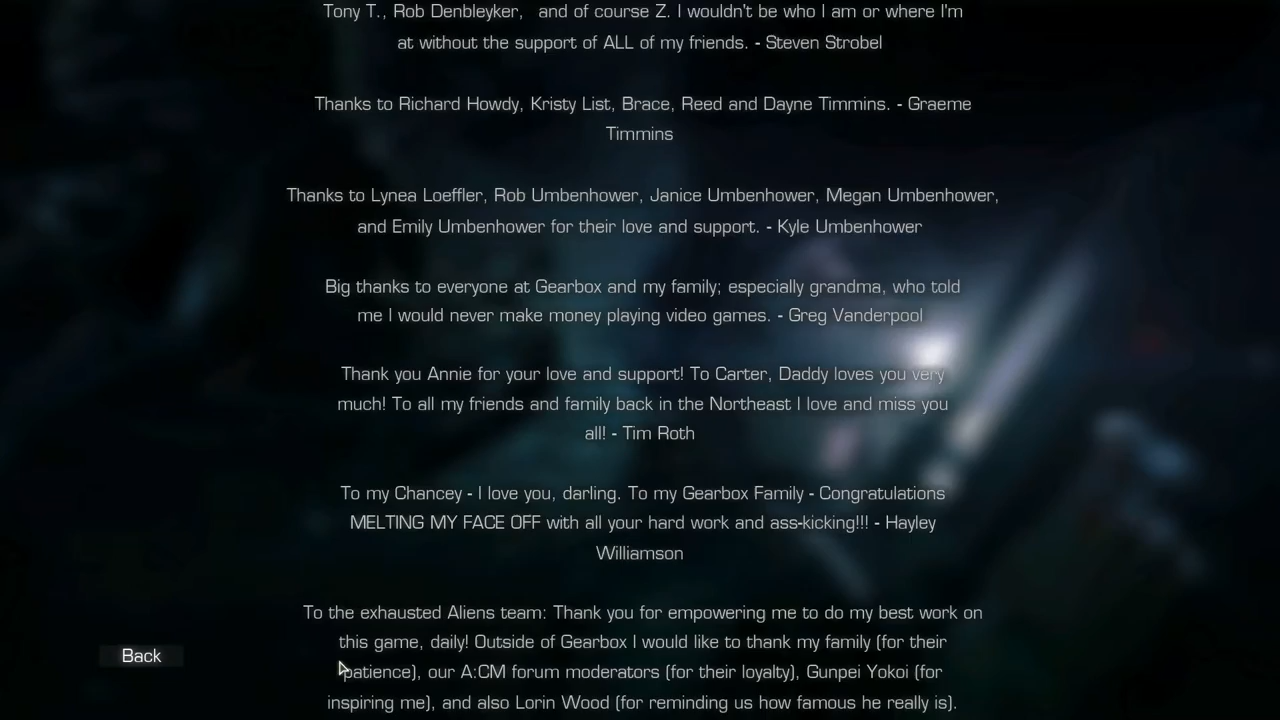 Tony T., Rob Denbleyker, and of course Z. I wouldn't be who I am or where I'm
at without the support of ALL of my friends. - Steven Strobel
Thanks to Richard Howdy, Kristy List, Brace, Reed and Dayne Timmins. - Graeme
Timmins
Thanks to Lynea Loeffler, Rob Umbenhower, Janice Umbenhower, Megan Umbenhower,
and Emily Umbenhower for their love and support. - Kyle Umbenhower
Big thanks to everyone at Gearbox and my family; especially grandma, who told
me I would never make money playing video games. - Greg Vanderpool
Thank you Annie for your love and support! To Carter, Daddy loves you very
much! To all my friends and family back in the Northeast I love and miss you
all! - Tim Roth
To my Chancey - I love you, darling. To my Gearbox Family - Congratulations
MELTING MY FACE OFF with all your hard work and ass-kicking!!! - Hayley
Williamson
To the exhausted Aliens team: Thank you for empowering me to do my best work on
this game, daily! Outside of Gearbox I would like to thank my family (for their
patience), our A:CM forum moderators (for their loyalty), Gunpei Yokoi (for
inspiring me), and also Lorin Wood (for reminding us how famous he really is).
Back